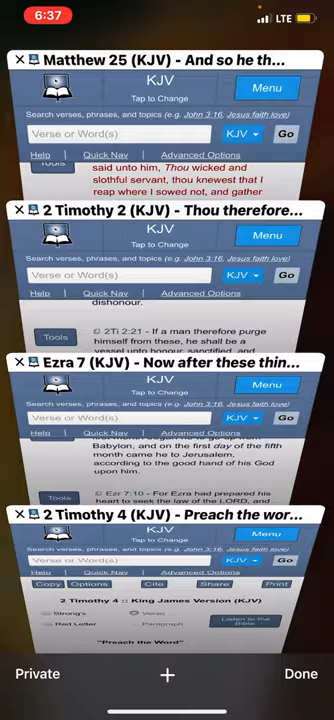 6:37
LTE
Matthew 25 (KJV) - And so he th...
KJV
Tap to Change
Menu
Search verses, phrases, and topics (e.g. John 3:16, Jesus faith love)
Verse or Word(s)
KJV
Go
Help | Quick Nav | Advanced Options
Tools
said unto him, Thou wicked and
slothful servant, thou knewest that I
reap where I sowed not, and gather
2 Timothy 2 (KJV) - Thou therefore...
KJV
Tap to Change
Menu
Search verses, phrases, and topics (e.g. John 3:16, Jesus faith love)
Verse or Word(s)
KJV
Go
Help | Quick Nav | Advanced Options
dishonour.
Tools
2Ti 2:21 - If a man therefore purge
himself from these, he shall be a
vessel unto honour, sanctified, and
Ezra 7 (KJV) - Now after these thin...
KJV
Tap to Change
Menu
Search verses, phrases, and topics (e.g. John 3:16, Jesus faith love)
Verse or Word(s)
KJV
Go
Help | Quick Nav | Advanced Options
Babylon, and on the first day of the fifth
month came he to Jerusalem,
according to the good hand of his God
upon him.
Tools
Ezr 7:10 - For Ezra had prepared his
heart to seek the law of the LORD, and
2 Timothy 4 (KJV) - Preach the wor...
KJV
Tap to Change
Menu
Search verses, phrases, and topics (e.g. John 3:16, Jesus faith love)
Verse or Word(s)
KJV
Go
Help | Quick Nav | Advanced Options
Copy Options Cite Share Print
2 Timothy 4 :: King James Version (KJV)
Strong's
Verse
Red Letter
Paragraph
Listen to the
Bible
"Preach the Word"
Private
+
Done